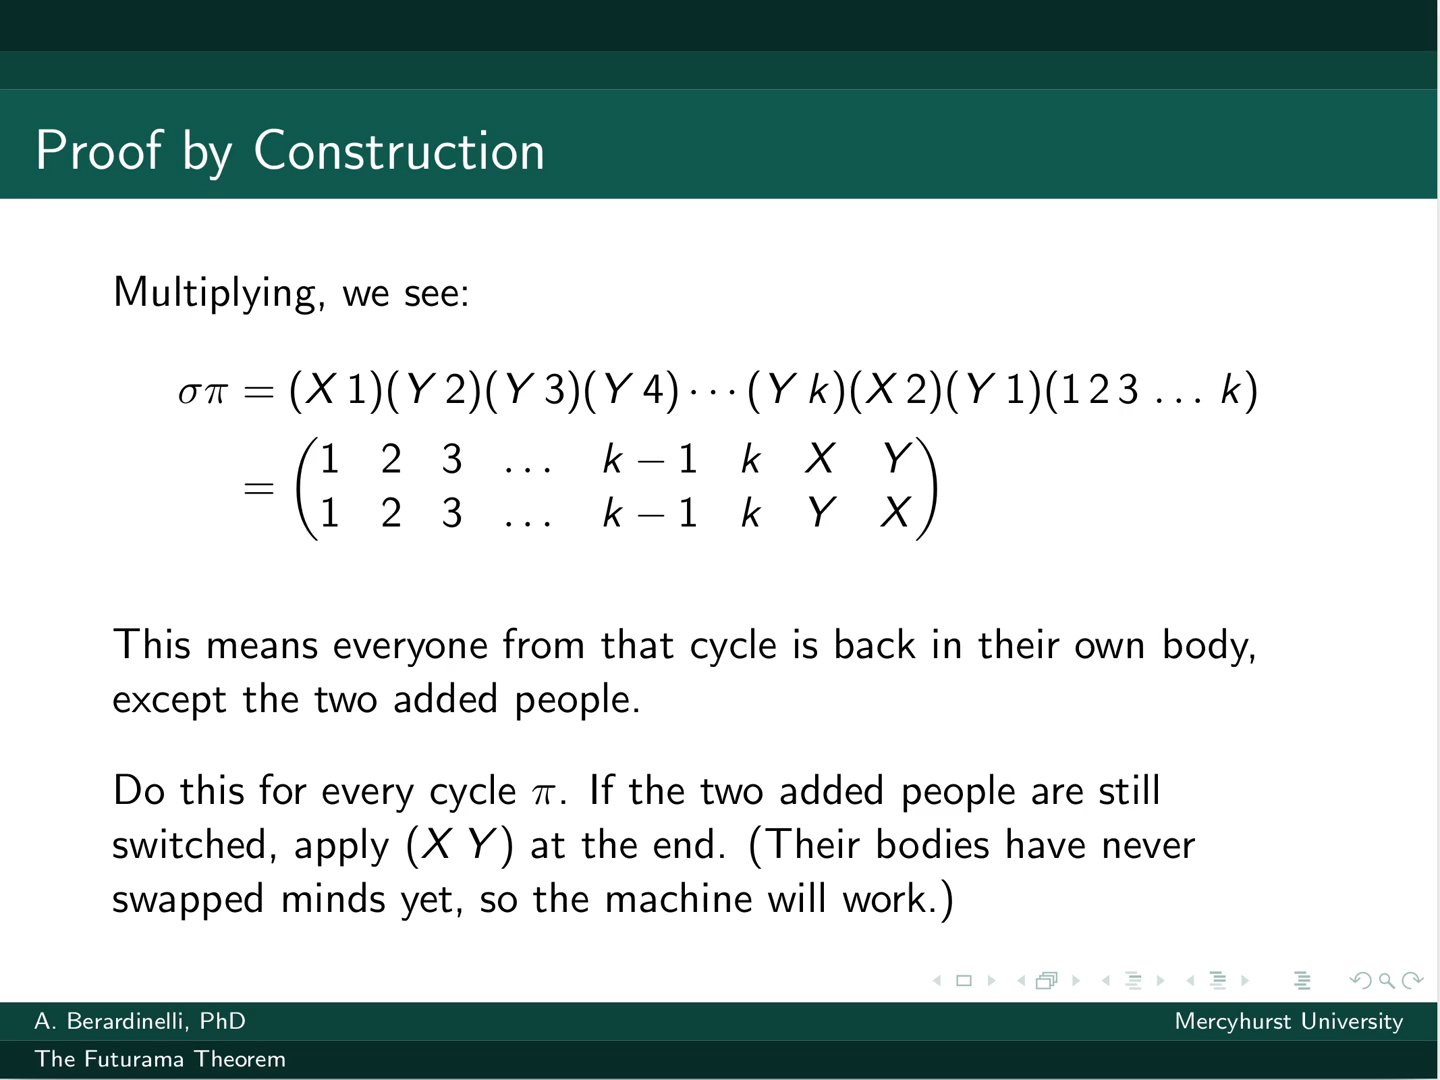 Proof by Construction
Multiplying, we see:
σπ = (X 1)(Y 2)(Y 3)(Y 4) ··· (Y k)(X 2)(Y 1)(1 2 3 ... k)
= (1 2 3 ... k − 1 k X Y)
(1 2 3 ... k − 1 k Y X)
This means everyone from that cycle is back in their own body,
except the two added people.
Do this for every cycle π. If the two added people are still
switched, apply (X Y) at the end. (Their bodies have never
swapped minds yet, so the machine will work.)
A. Berardinelli, PhD
Mercyhurst University
The Futurama Theorem